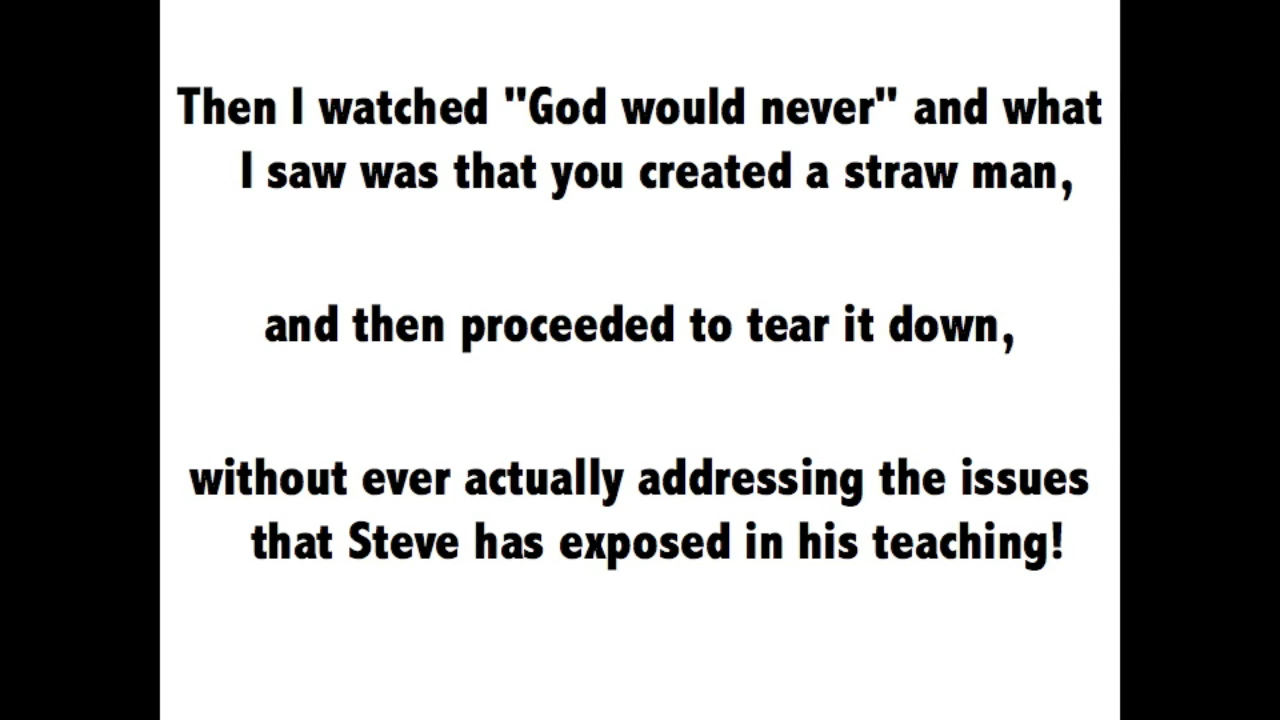 Then I watched "God would never" and what
I saw was that you created a straw man,
and then proceeded to tear it down,
without ever actually addressing the issues
that Steve has exposed in his teaching!